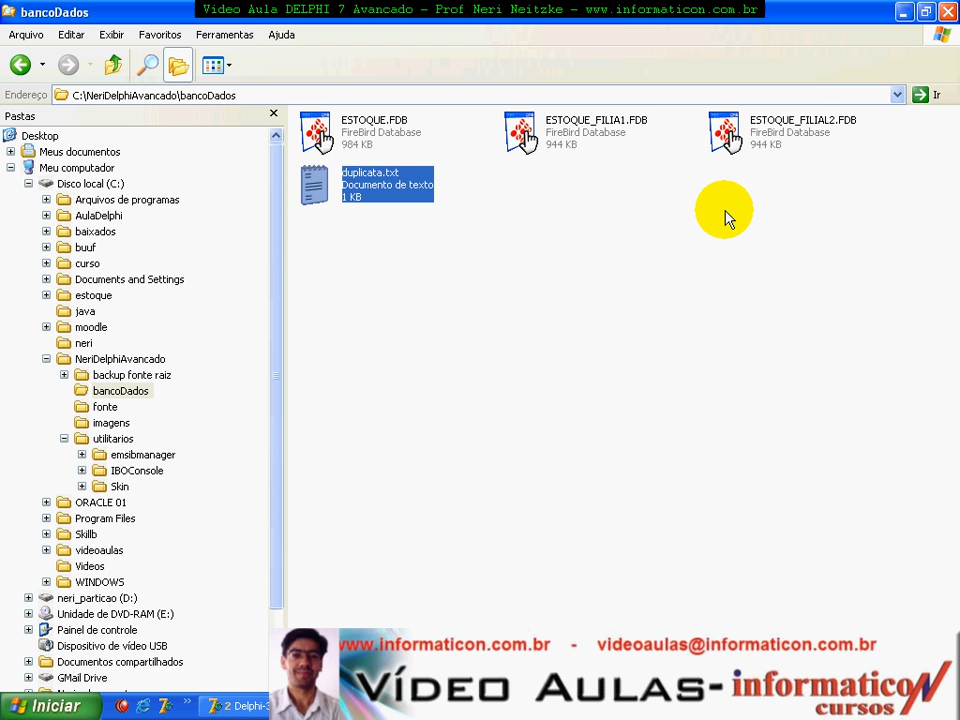 Video Aula DELPHI 7 Avancado - Prof Neri Neitzke - www.informaticon.com.br
bancoDados
Arquivo Editar Exibir Favoritos Ferramentas Ajuda
Endereço C:\NeriDelphiAvancado\bancoDados Ir
Pastas
Desktop
Meus documentos
Meu computador
Disco local (C:)
Arquivos de programas
AulaDelphi
baixados
buuf
curso
Documents and Settings
estoque
java
moodle
neri
NeriDelphiAvancado
backup fonte raiz
bancoDados
fonte
imagens
utilitarios
emsibmanager
IBOConsole
Skin
ORACLE 01
Program Files
Skillb
videoaulas
Videos
WINDOWS
neri_particao (D:)
Unidade de DVD-RAM (E:)
Painel de controle
Dispositivo de vídeo USB
Documentos compartilhados
GMail Drive
ESTOQUE.FDB
FireBird Database
984 KB
ESTOQUE_FILIA1.FDB
FireBird Database
944 KB
ESTOQUE_FILIAL2.FDB
FireBird Database
944 KB
duplicata.txt
Documento de texto
1 KB
www.informaticon.com.br - videoaulas@informaticon.com.br
VÍDEO AULAS- informaticon
cursos
Iniciar
2 Delphi-3